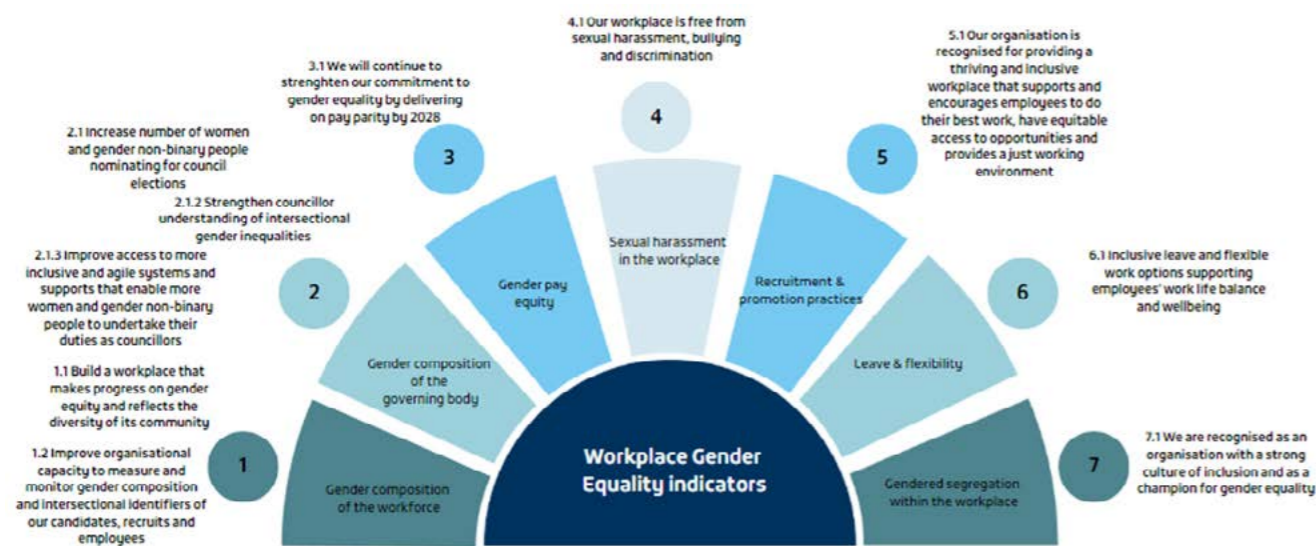 4.1 Our workplace is free from
sexual harassment, bullying
and discrimination
5.1 Our organisation is
recognised for providing a
thriving and inclusive
workplace that supports and
encourages employees to do
their best work, have equitable
access to opportunities and
provides a just working
environment
3.1 We will continue to
strenghten our commitment to
gender equality by delivering
on pay parity by 2028
2.1 Increase number of women
and gender non-binary people
nominating for council
elections
2.1.2 Strengthen councillor
understanding of intersectional
gender inequalities
2.1.3 Improve access to more
inclusive and agile systems and
supports that enable more
women and gender non-binary
people to undertake their
duties as councillors
1.1 Build a workplace that
makes progress on gender
equity and reflects the
diversity of its community
1.2 Improve organisational
capacity to measure and
monitor gender composition
and intersectional identifiers of
our candidates, recruits and
employees
6.1 Inclusive leave and flexible
work options supporting
employees' work life balance
and wellbeing
7.1 We are recognised as an
organisation with a strong
culture of inclusion and as a
champion for gender equality
1
2
3
4
5
6
7
Gender composition
of the workforce
Gender composition
of the
governing body
Gender pay
equity
Sexual harassment
in the workplace
Recruitment &
promotion practices
Leave & flexibility
Gendered segregation
within the workplace
Workplace Gender
Equality indicators